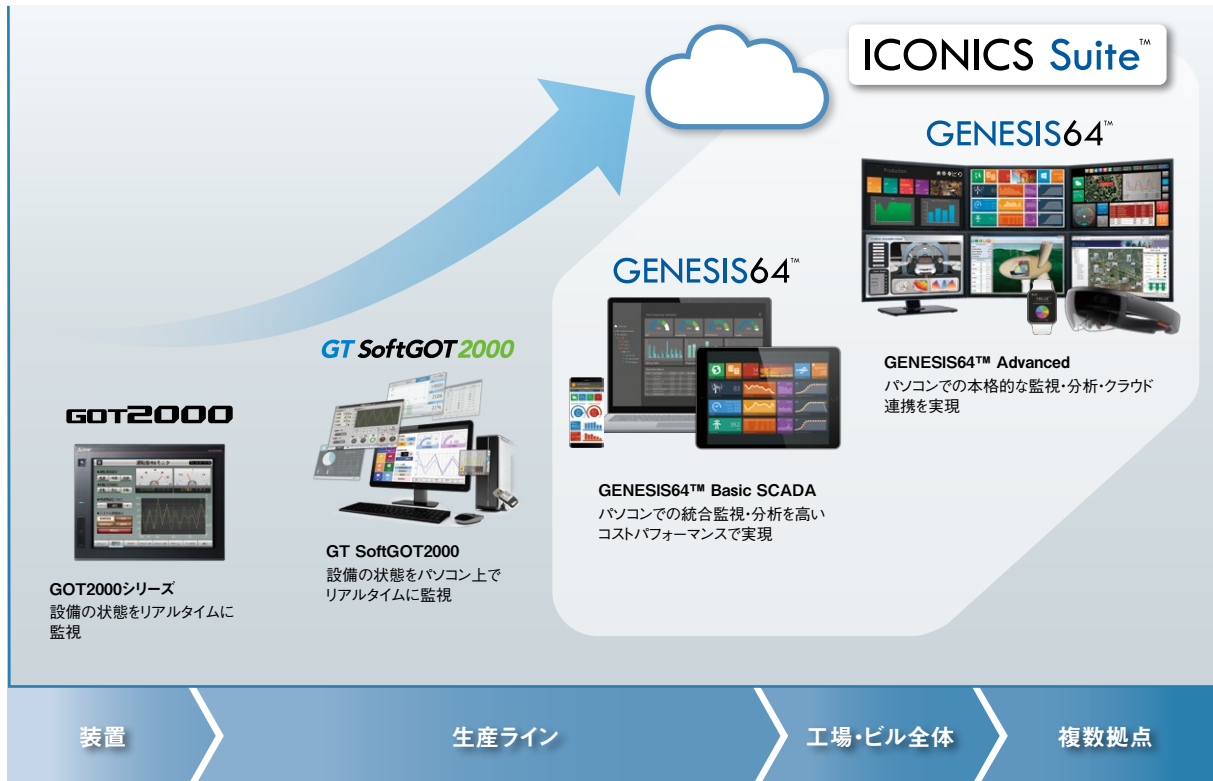 ICONICS Suite™
GENESIS64™
GENESIS64™
GENESIS64™ Advanced
パソコンでの本格的な監視・分析・クラウド
連携を実現
GT SoftGOT2000
GENESIS64™ Basic SCADA
パソコンでの統合監視・分析を高い
コストパフォーマンスで実現
GOT2000
GT SoftGOT2000
設備の状態をパソコン上で
リアルタイムに監視
GOT2000シリーズ
設備の状態をリアルタイムに
監視
装置
生産ライン
工場・ビル全体
複数拠点